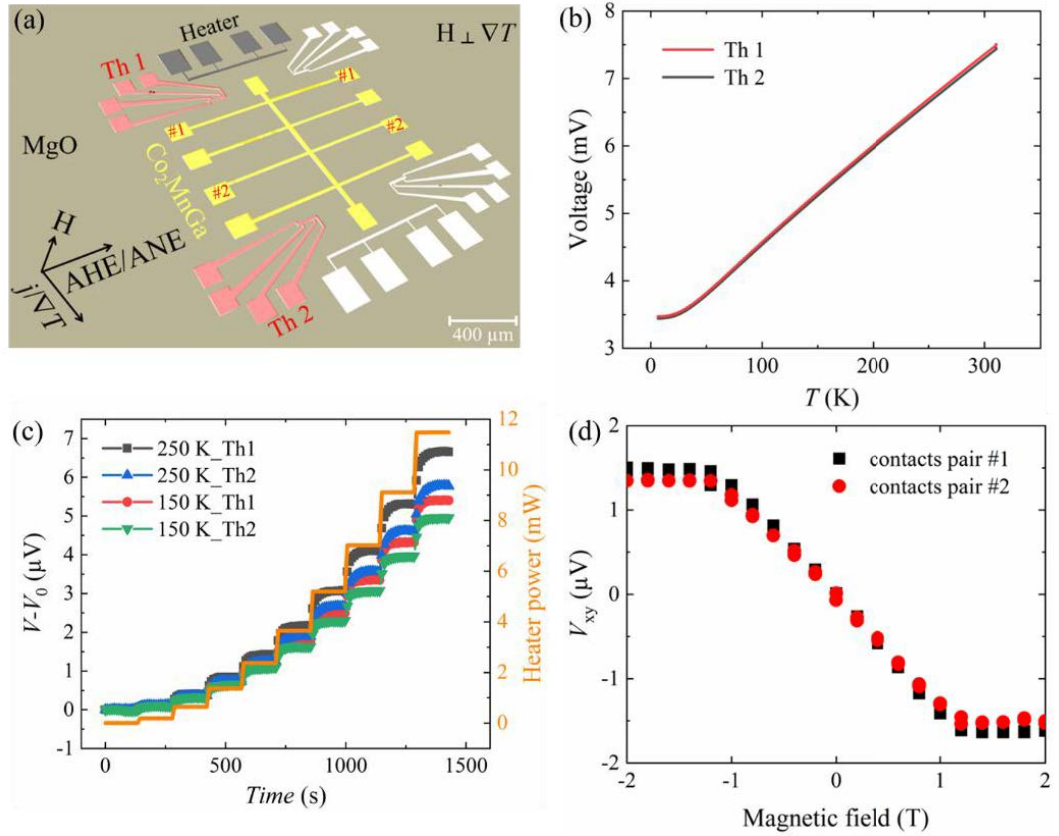 (a)
Heater
H ⊥ ∇T
Th 1
#1
#1
#2
#2
MgO
Co₂MnGa
H
AHE/ANE
j/∇T
Th 2
400 µm
(b)
Th 1
Th 2
Voltage (mV)
8
7
6
5
4
3
0
100
200
300
T (K)
(c)
250 K_Th1
250 K_Th2
150 K_Th1
150 K_Th2
V-V₀ (µV)
7
6
5
4
3
2
1
0
-1
Heater power (mW)
12
10
8
6
4
2
0
0
500
1000
1500
Time (s)
(d)
contacts pair #1
contacts pair #2
Vxy (µV)
2
1
0
-1
-2
-2
-1
0
1
2
Magnetic field (T)